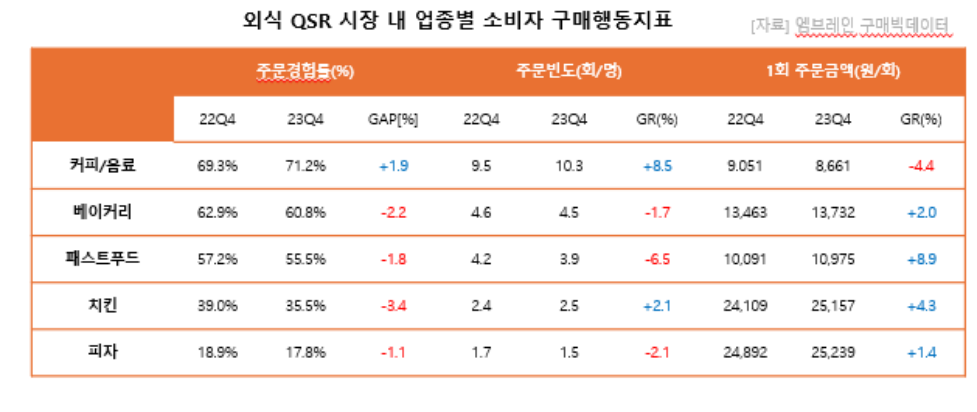 외식 QSR 시장 내 업종별 소비자 구매행동지표
[자료] 엠브레인 구매빅데이터
주문경험률(%) 주문빈도(회/명) 1회 주문금액(원/회)
22Q4 23Q4 GAP[%] 22Q4 23Q4 GR(%) 22Q4 23Q4 GR(%)
커피/음료 69.3% 71.2% +1.9 9.5 10.3 +8.5 9.051 8,661 -4.4
베이커리 62.9% 60.8% -2.2 4.6 4.5 -1.7 13,463 13,732 +2.0
패스트푸드 57.2% 55.5% -1.8 4.2 3.9 -6.5 10,091 10,975 +8.9
치킨 39.0% 35.5% -3.4 2.4 2.5 +2.1 24,109 25,157 +4.3
피자 18.9% 17.8% -1.1 1.7 1.5 -2.1 24,892 25,239 +1.4